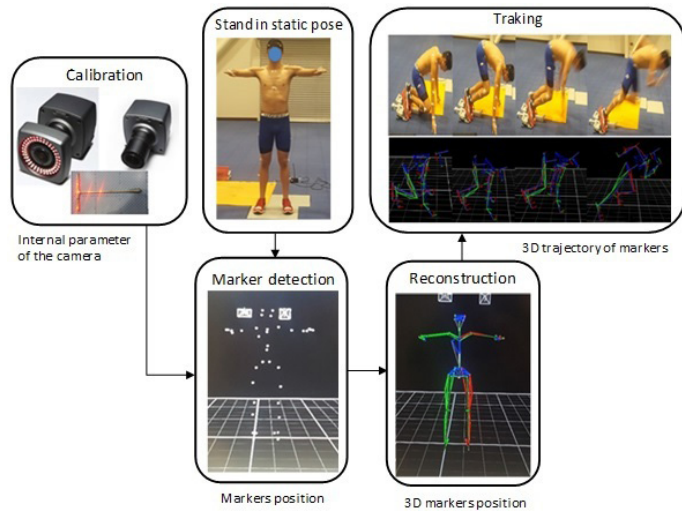 Stand in static pose
Traking
Calibration
Internal parameter
of the camera
3D trajectory of markers
Marker detection
Reconstruction
Markers position
3D markers position